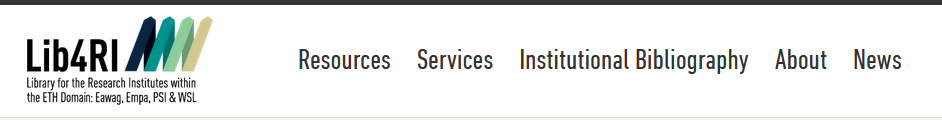 Lib4RI
Library for the Research Institutes within
the ETH Domain: Eawag, Empa, PSI & WSL
Resources Services Institutional Bibliography About News